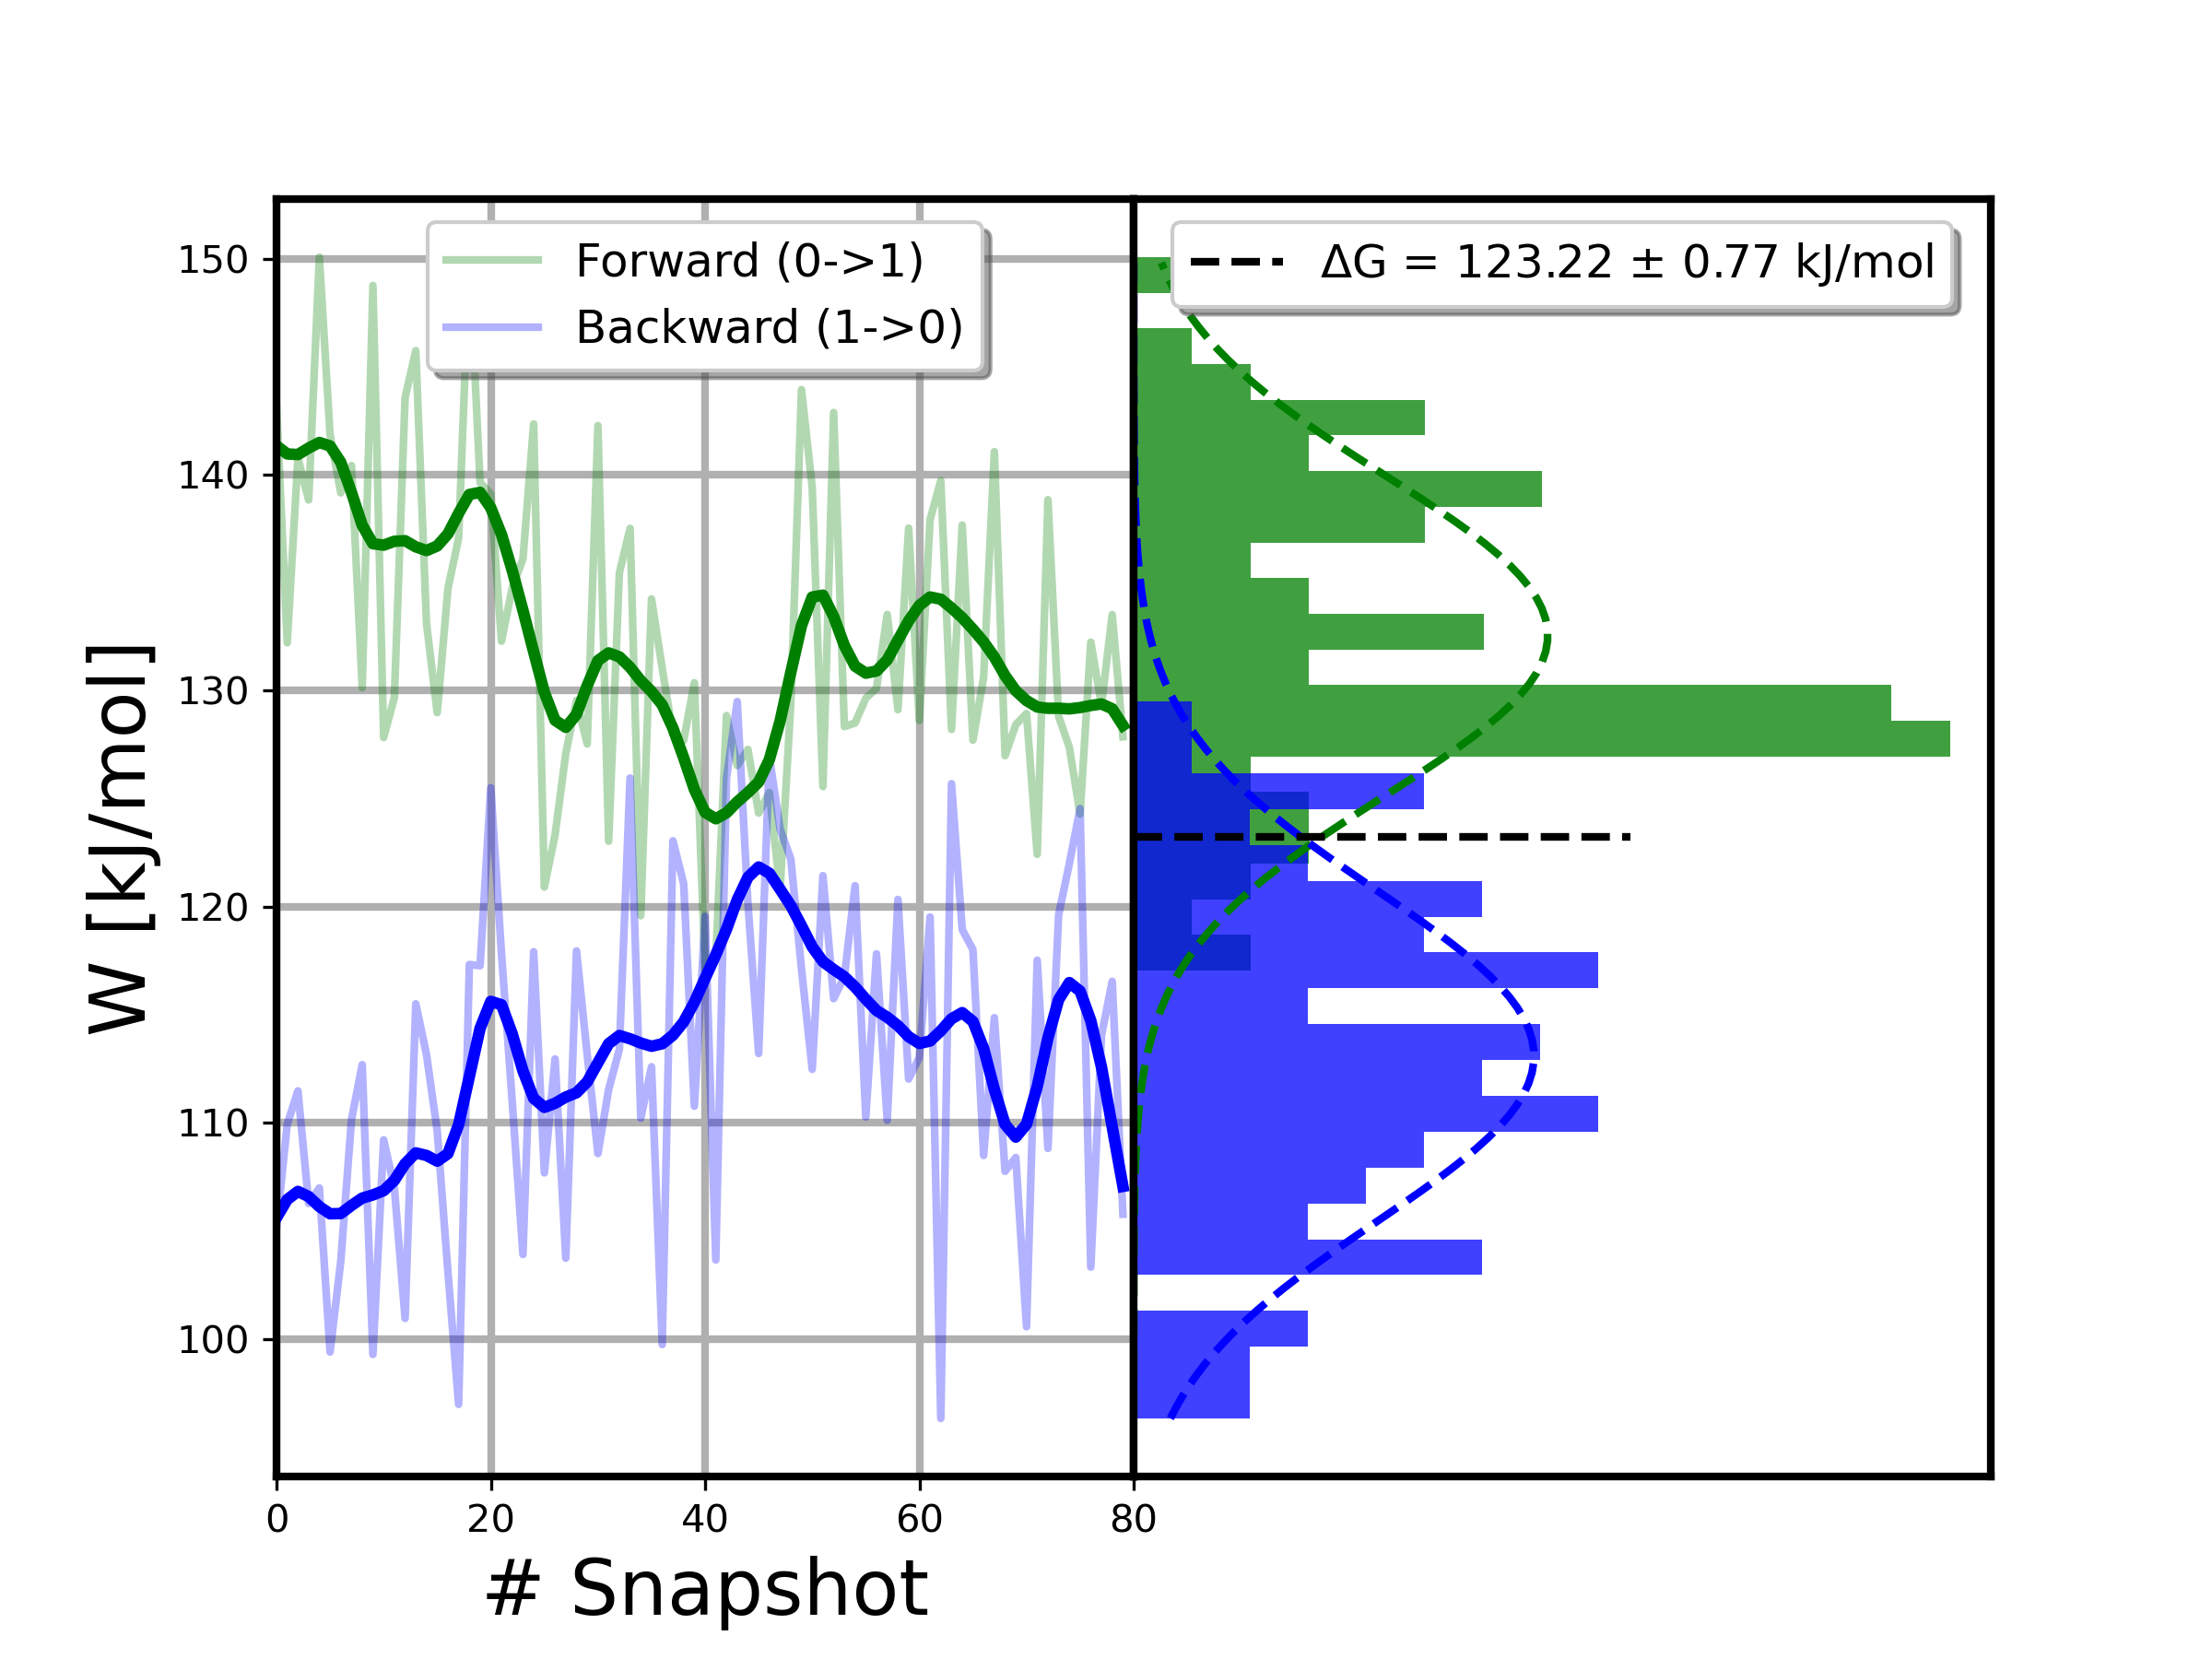 Forward (0->1)
Backward (1->0)
ΔG = 123.22 ± 0.77 kJ/mol
W [kJ/mol]
150
140
130
120
110
100
0 20 40 60 80
# Snapshot